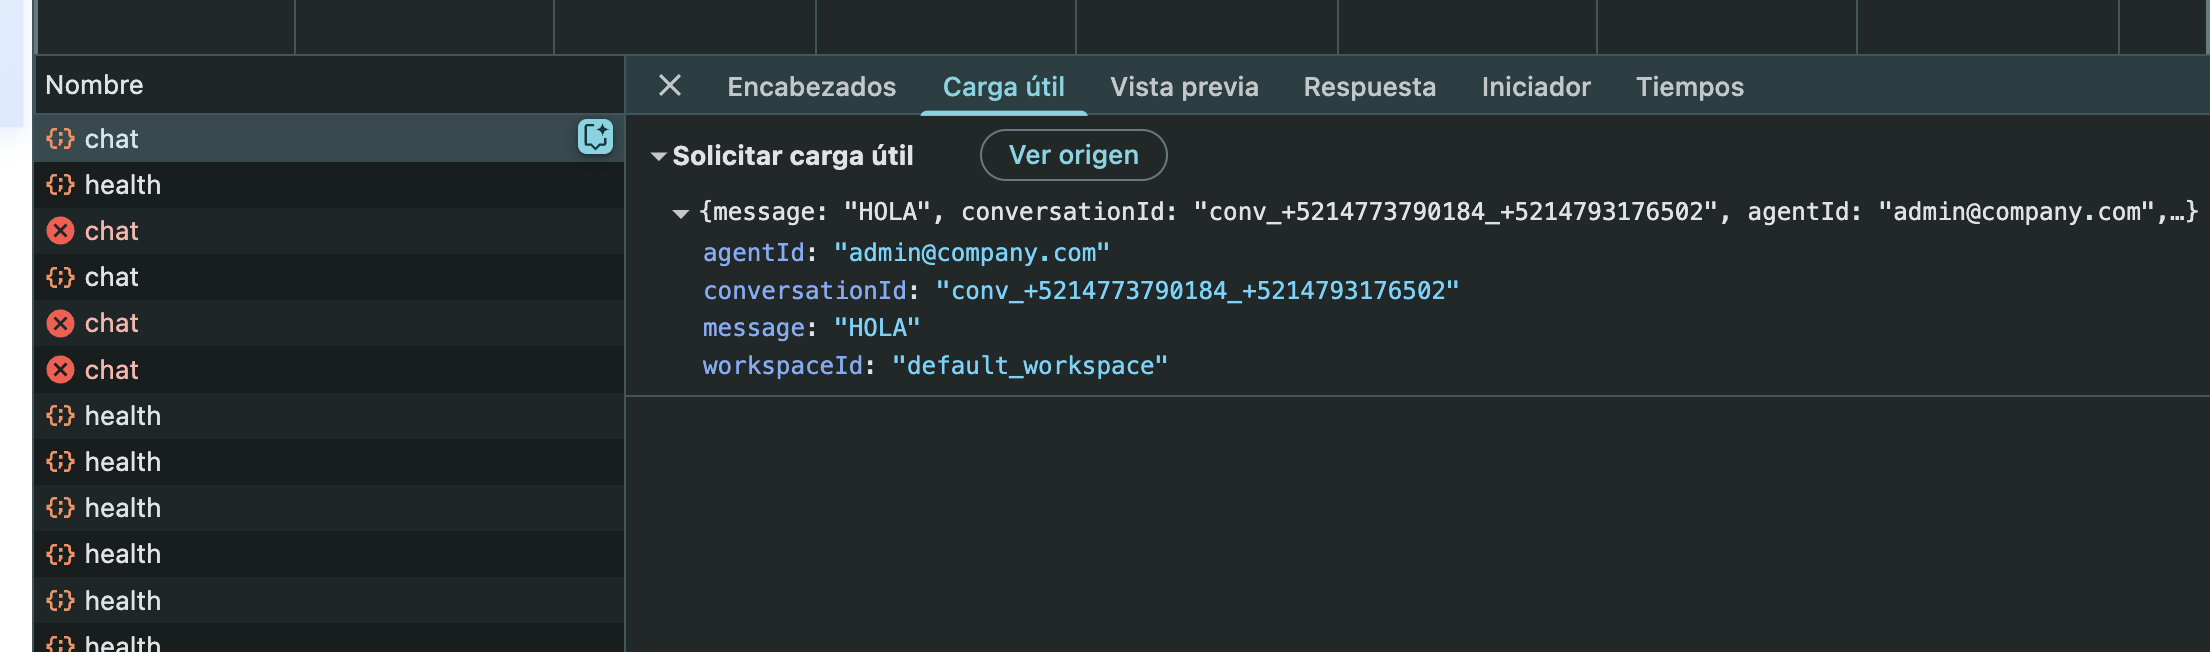 Nombre
Encabezados Carga útil Vista previa Respuesta Iniciador Tiempos
chat
health
chat
chat
chat
chat
health
health
health
health
health
health
Solicitar carga útil Ver origen
{message: "HOLA", conversationId: "conv_+5214773790184_+5214793176502", agentId: "admin@company.com",…}
agentId: "admin@company.com"
conversationId: "conv_+5214773790184_+5214793176502"
message: "HOLA"
workspaceId: "default_workspace"